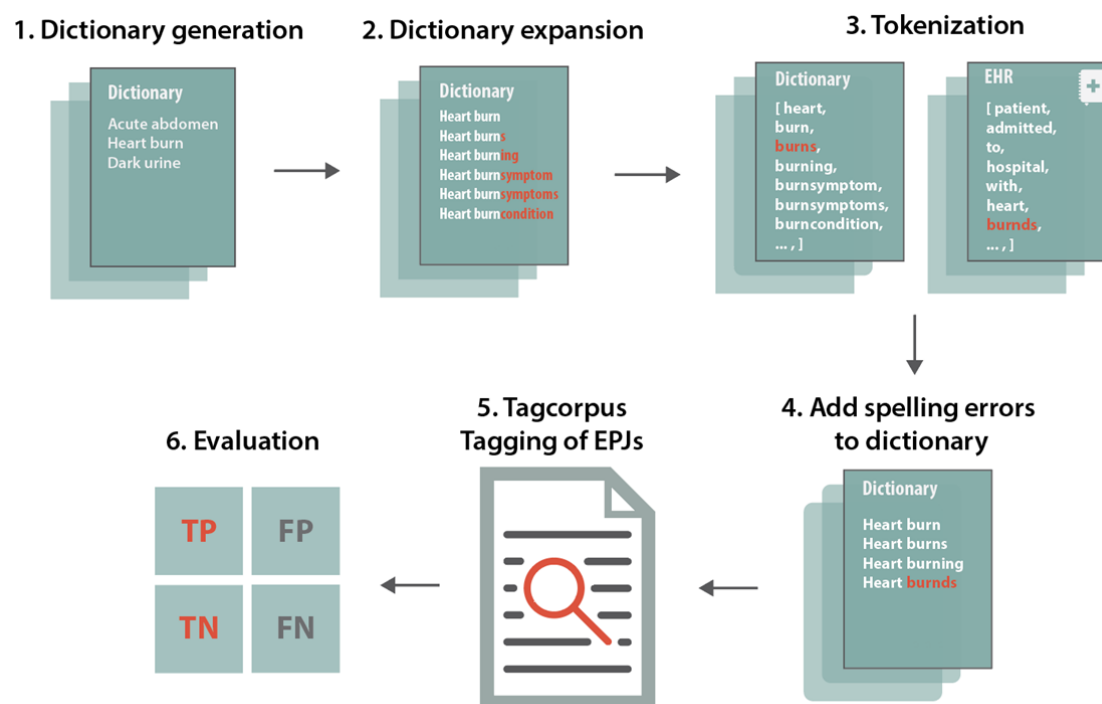 1. Dictionary generation
Dictionary
Acute abdomen
Heart burn
Dark urine
2. Dictionary expansion
Dictionary
Heart burn
Heart burns
Heart burning
Heart burnsymptom
Heart burnsymptoms
Heart burncondition
3. Tokenization
Dictionary
[ heart,
burn,
burns,
burning,
burnsymptom,
burnsymptoms,
burncondition,
... , ]
EHR
[ patient,
admitted,
to,
hospital,
with,
heart,
burnds,
... , ]
4. Add spelling errors
to dictionary
Dictionary
Heart burn
Heart burns
Heart burning
Heart burnds
5. Tagcorpus
Tagging of EPJs
6. Evaluation
TP FP
TN FN